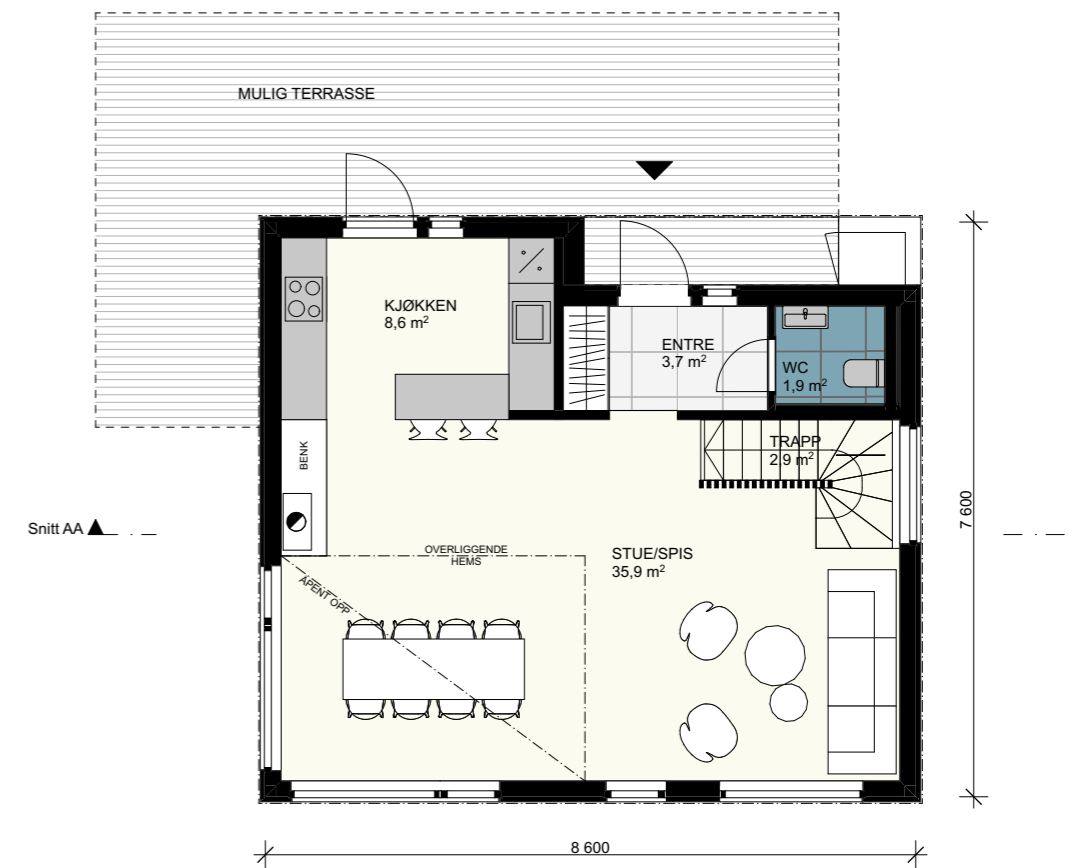 MULIG TERRASSE
KJØKKEN
8,6 m²
ENTRE
3,7 m²
WC
1,9 m²
BENK
TRAPP
2,9 m²
Snitt AA
7 600
OVERLIGGENDE
HEMS
STUE/SPIS
35,9 m²
ÅPENT OPP
8 600